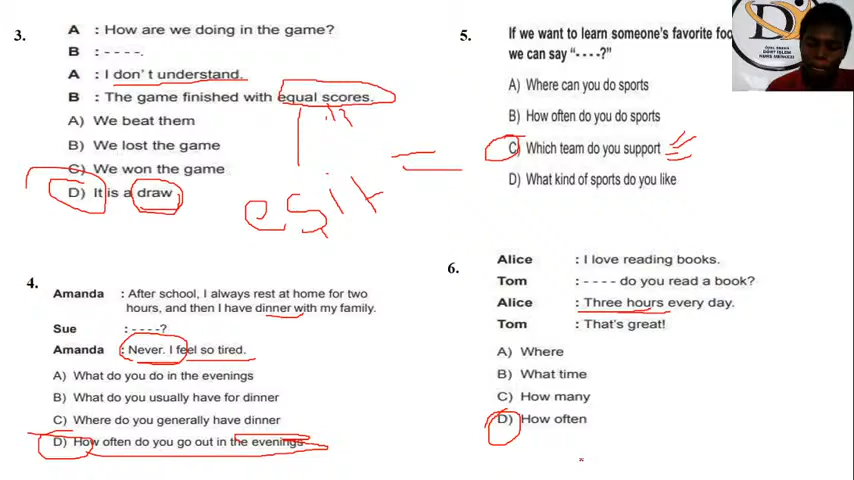 3.
A : How are we doing in the game?
B : - - - -.
A : I don't understand.
B : The game finished with equal scores.
A) We beat them
B) We lost the game
C) We won the game
D) It is a draw
eşit =
4.
Amanda : After school, I always rest at home for two
hours, and then I have dinner with my family.
Sue : - - - -?
Amanda : Never. I feel so tired.
A) What do you do in the evenings
B) What do you usually have for dinner
C) Where do you generally have dinner
D) How often do you go out in the evenings
5.
If we want to learn someone's favorite foo
we can say "- - - -?"
A) Where can you do sports
B) How often do you do sports
C) Which team do you support
D) What kind of sports do you like
6.
Alice : I love reading books.
Tom : - - - - do you read a book?
Alice : Three hours every day.
Tom : That's great!
A) Where
B) What time
C) How many
D) How often